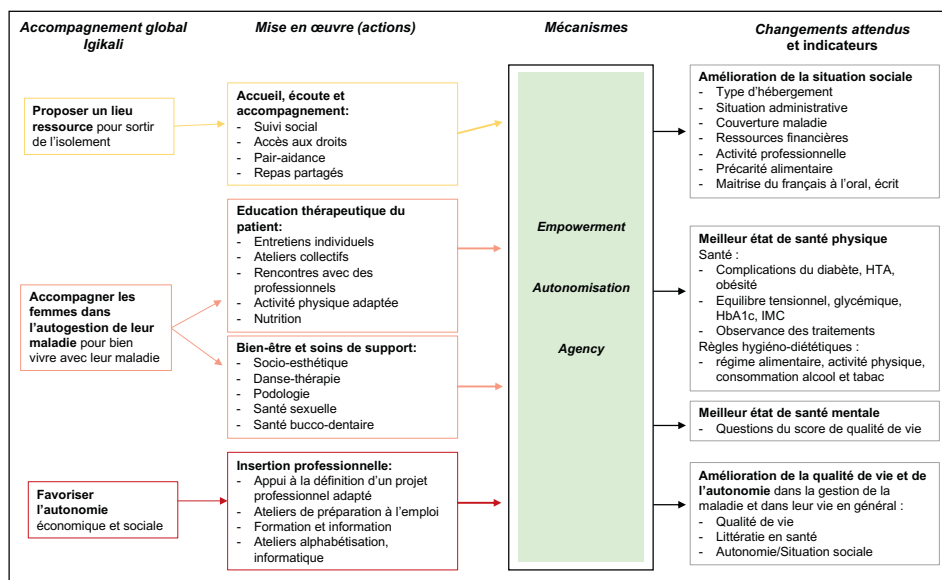 Accompagnement global
Igikali
Mise en œuvre (actions)
Mécanismes
Changements attendus
et indicateurs
Proposer un lieu
ressource pour sortir
de l'isolement
Accueil, écoute et
accompagnement:
- Suivi social
- Accès aux droits
- Pair-aidance
- Repas partagés
Education thérapeutique du
patient:
- Entretiens individuels
- Ateliers collectifs
- Rencontres avec des
professionnels
- Activité physique adaptée
- Nutrition
Accompagner les
femmes dans
l'autogestion de leur
maladie pour bien
vivre avec leur maladie
Bien-être et soins de support:
- Socio-esthétique
- Danse-thérapie
- Podologie
- Santé sexuelle
- Santé bucco-dentaire
Favoriser
l'autonomie
économique et sociale
Insertion professionnelle:
- Appui à la définition d'un projet
professionnel adapté
- Ateliers de préparation à l'emploi
- Formation et information
- Ateliers alphabétisation,
informatique
Empowerment
Autonomisation
Agency
Amélioration de la situation sociale
- Type d'hébergement
- Situation administrative
- Couverture maladie
- Ressources financières
- Activité professionnelle
- Précarité alimentaire
- Maitrise du français à l'oral, écrit
Meilleur état de santé physique
Santé :
- Complications du diabète, HTA,
obésité
- Equilibre tensionnel, glycémique,
HbA1c, IMC
- Observance des traitements
Règles hygiéno-diététiques :
- régime alimentaire, activité physique,
consommation alcool et tabac
Meilleur état de santé mentale
- Questions du score de qualité de vie
Amélioration de la qualité de vie et de
l'autonomie dans la gestion de la
maladie et dans leur vie en général :
- Qualité de vie
- Littératie en santé
- Autonomie/Situation sociale